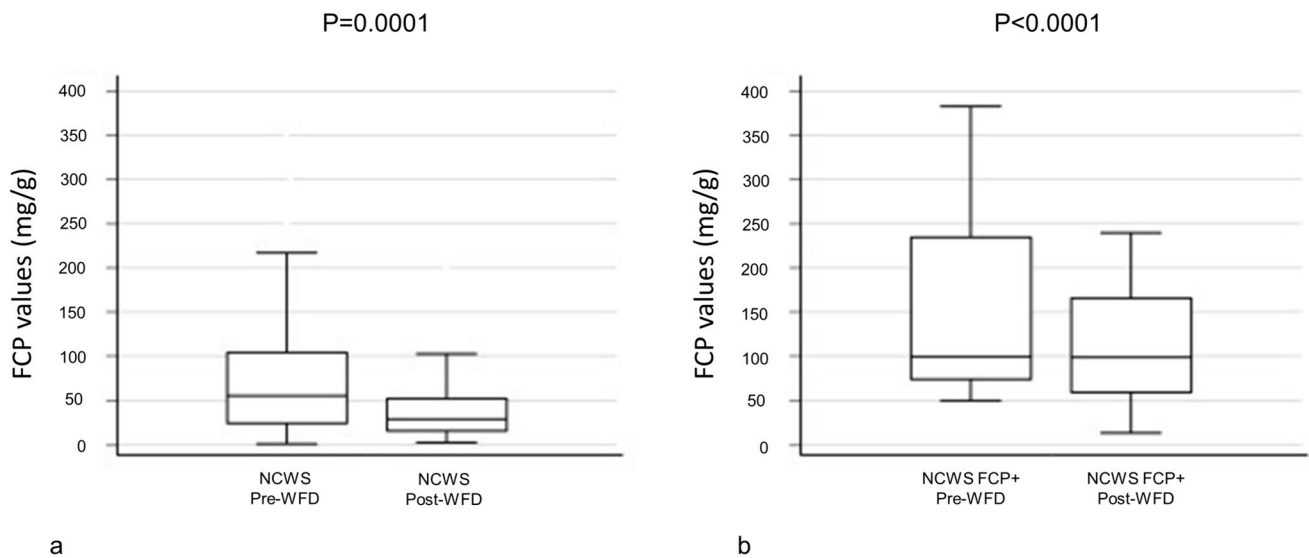 P=0.0001
FCP values (mg/g)
400
350
300
250
200
150
100
50
0
NCWS
Pre-WFD
NCWS
Post-WFD
a
P<0.0001
FCP values (mg/g)
400
350
300
250
200
150
100
50
0
NCWS FCP+
Pre-WFD
NCWS FCP+
Post-WFD
b